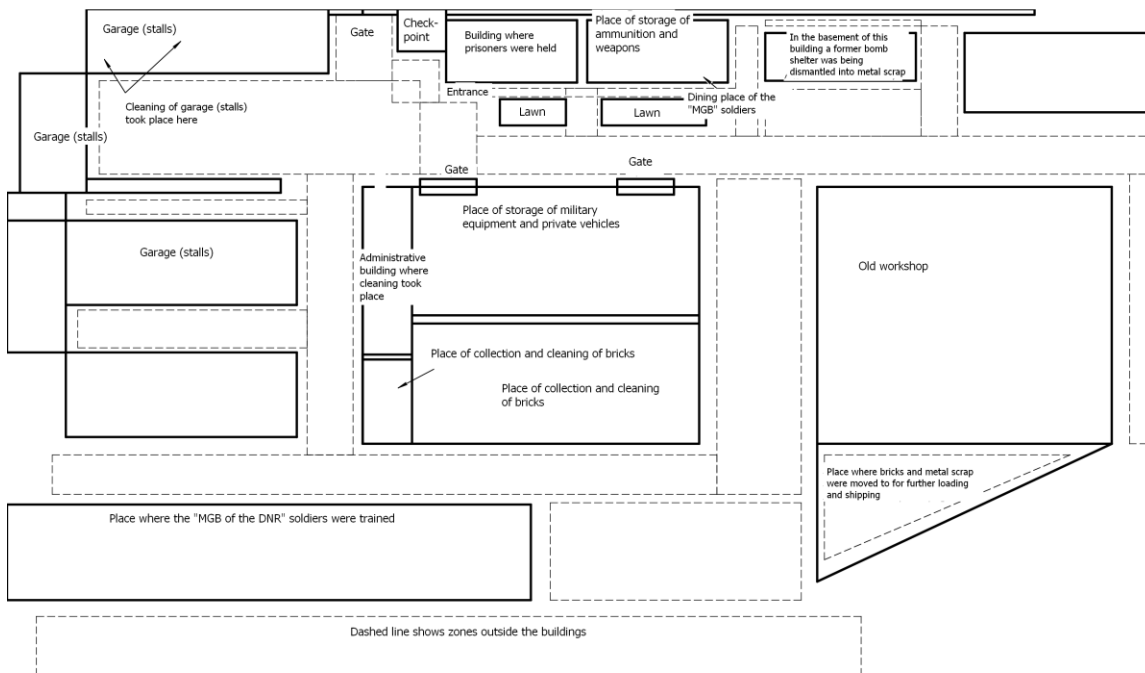 Garage (stalls)
Gate
Check-
point
Building where
prisoners were held
Place of storage of
ammunition and
weapons
In the basement of this
building a former bomb
shelter was being
dismantled into metal scrap
Cleaning of garage (stalls)
took place here
Entrance
Dining place of the
"MGB" soldiers
Lawn
Lawn
Garage (stalls)
Gate
Gate
Place of storage of military
equipment and private vehicles
Garage (stalls)
Administrative
building where
cleaning took
place
Old workshop
Place of collection and cleaning of bricks
Place of collection and cleaning
of bricks
Place where bricks and metal scrap
were moved to for further loading
and shipping
Place where the "MGB of the DNR" soldiers were trained
Dashed line shows zones outside the buildings